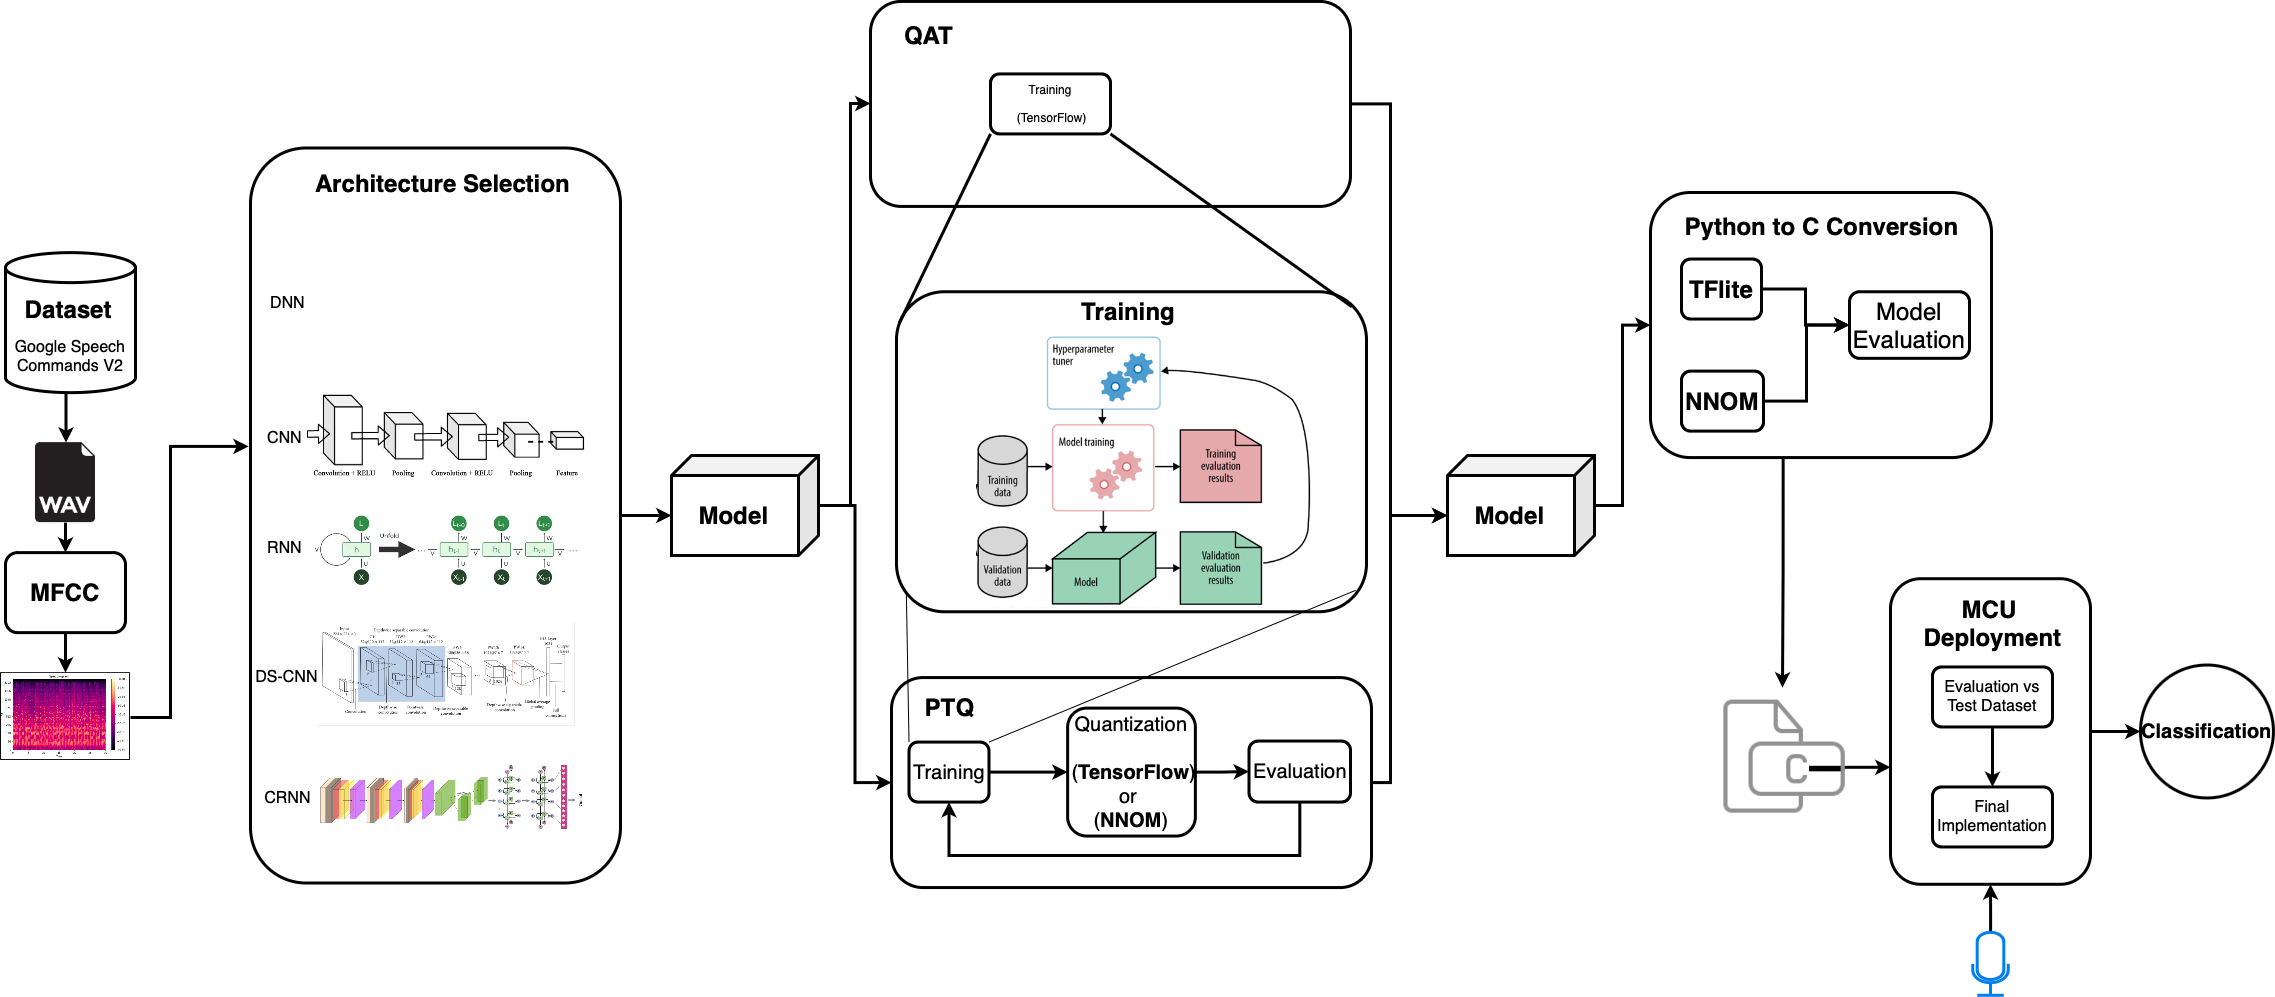 Dataset
Google Speech
Commands V2
WAV
MFCC
Architecture Selection
DNN
CNN
Convolution + RELU
Pooling
Convolution + RELU
Pooling
Feature
RNN
Unfold
DS-CNN
CRNN
Model
QAT
Training
(TensorFlow)
Training
Hyperparameter
tuner
Model training
Training
data
Training
evaluation
results
Validation
data
Model
Validation
evaluation
results
PTQ
Training
Quantization
(TensorFlow)
or
(NNOM)
Evaluation
Model
Python to C Conversion
TFlite
NNOM
Model
Evaluation
C
MCU
Deployment
Evaluation vs
Test Dataset
Final
Implementation
Classification